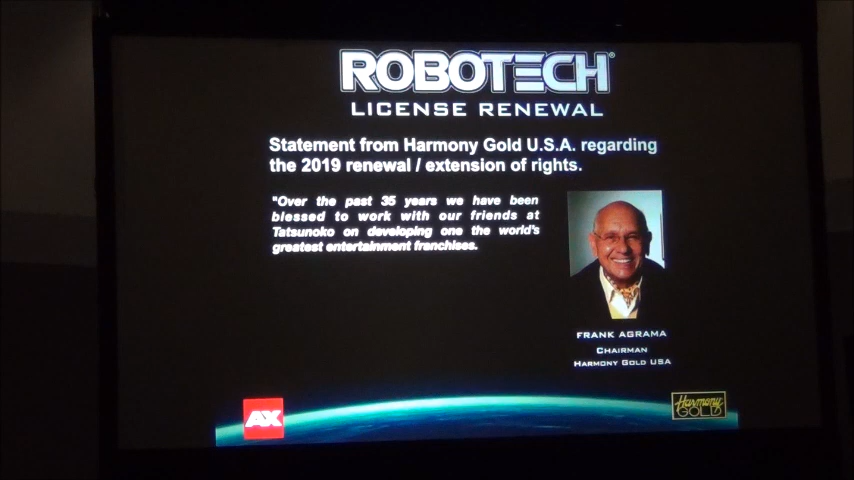 ROBOTECH®
LICENSE RENEWAL
Statement from Harmony Gold U.S.A. regarding
the 2019 renewal / extension of rights.
"Over the past 35 years we have been
blessed to work with our friends at
Tatsunoko on developing one the world's
greatest entertainment franchises.
FRANK AGRAMA
CHAIRMAN
HARMONY GOLD USA
AX
Harmony
GOLD